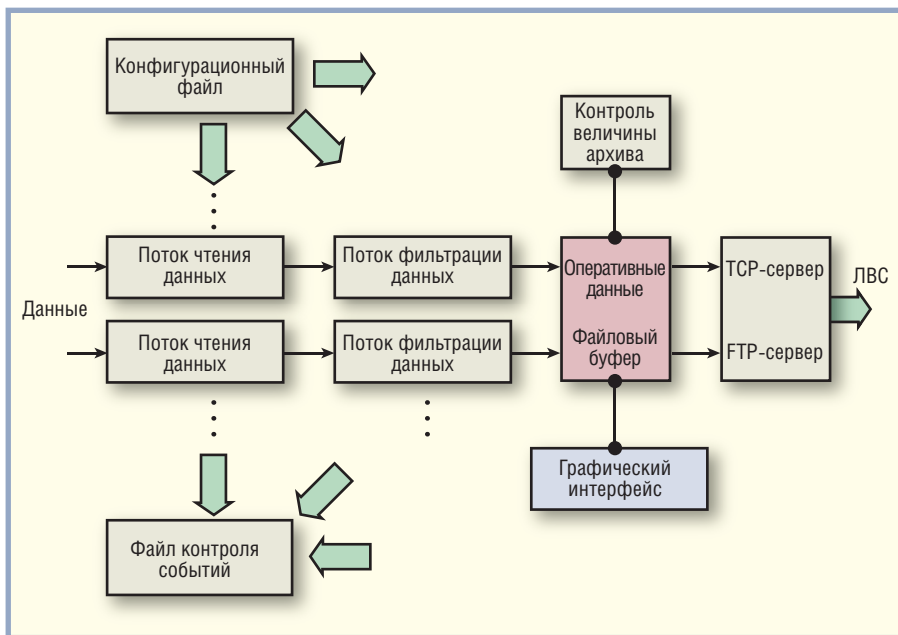 Конфигурационный
файл
Контроль
величины
архива
Данные
Поток чтения
данных
Поток фильтрации
данных
Оперативные
данные
TCP-сервер
ЛВС
Поток чтения
данных
Поток фильтрации
данных
Файловый
буфер
FTP-сервер
Графический
интерфейс
Файл контроля
событий